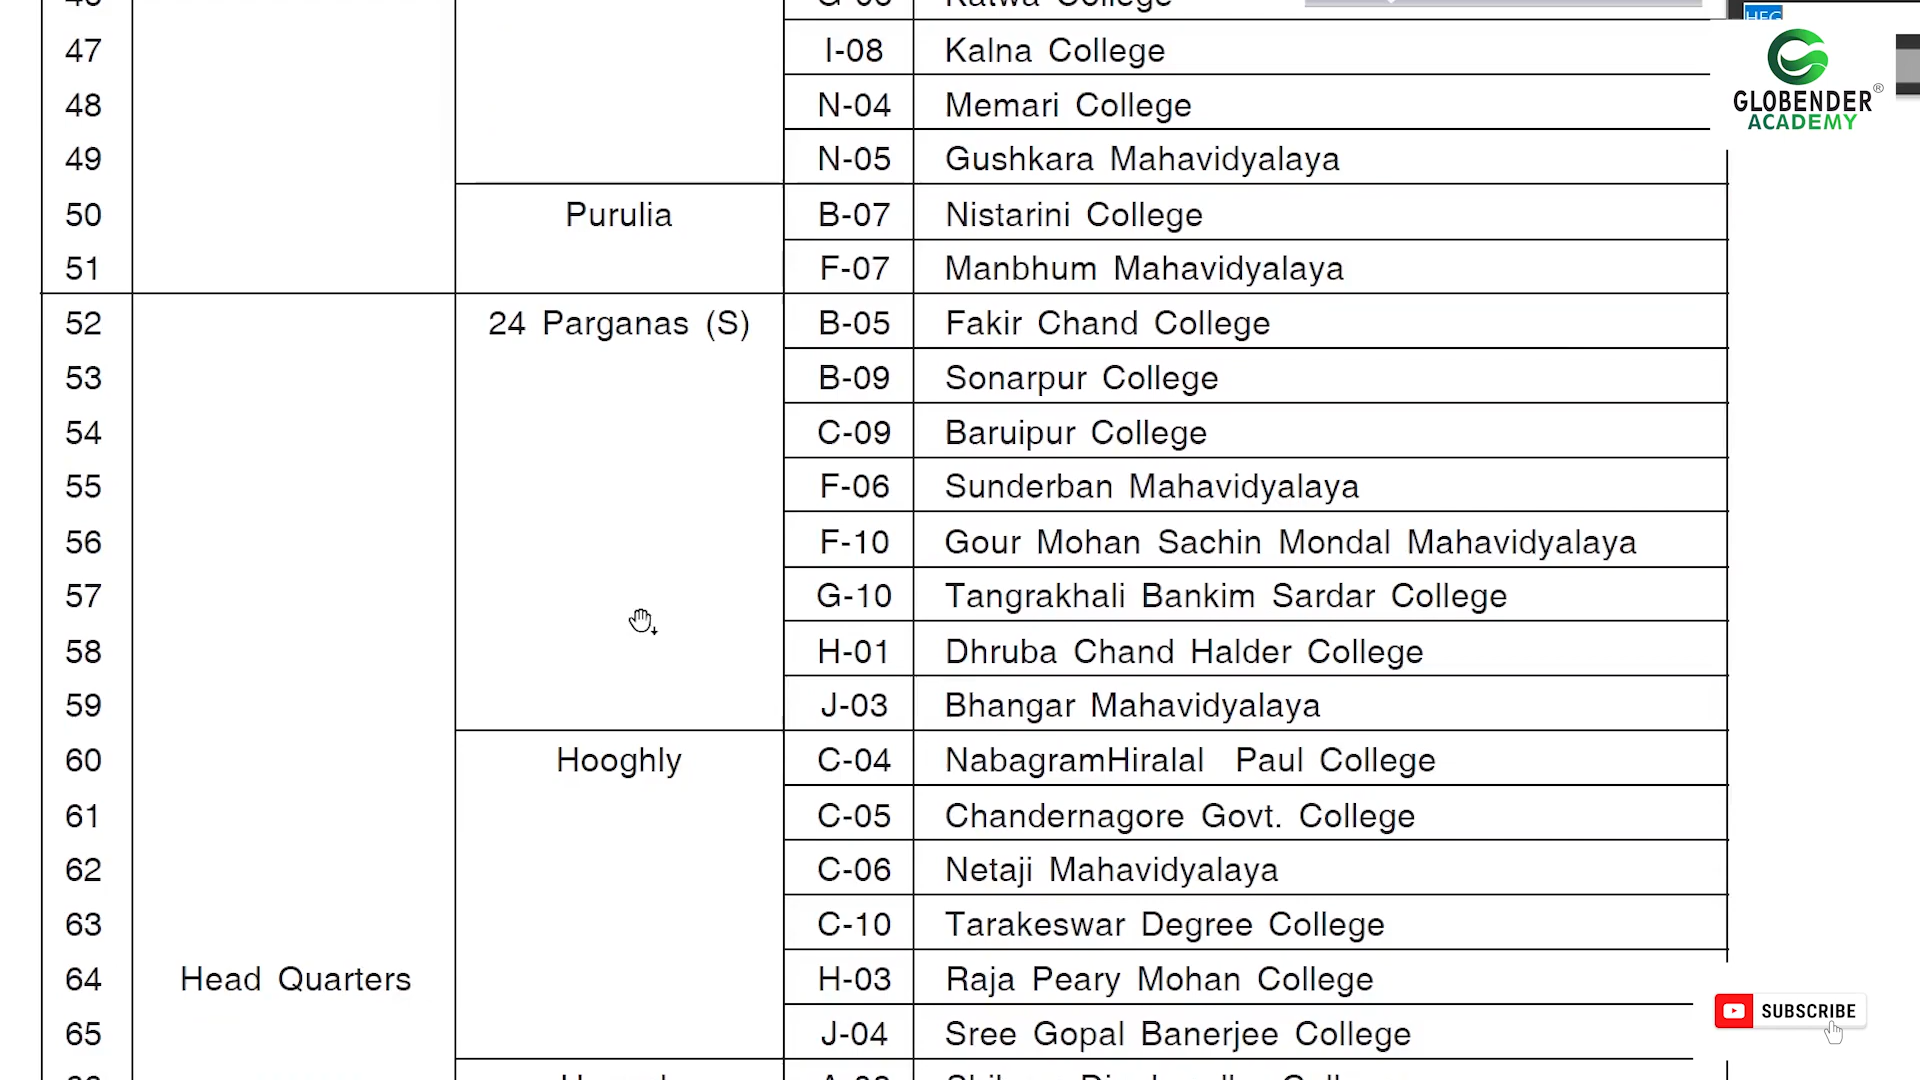 47 I-08 Kalna College
48 N-04 Memari College
49 N-05 Gushkara Mahavidyalaya
50 Purulia B-07 Nistarini College
51 F-07 Manbhum Mahavidyalaya
52 24 Parganas (S) B-05 Fakir Chand College
53 B-09 Sonarpur College
54 C-09 Baruipur College
55 F-06 Sunderban Mahavidyalaya
56 F-10 Gour Mohan Sachin Mondal Mahavidyalaya
57 G-10 Tangrakhali Bankim Sardar College
58 H-01 Dhruba Chand Halder College
59 J-03 Bhangar Mahavidyalaya
60 Hooghly C-04 NabagramHiralal Paul College
61 C-05 Chandernagore Govt. College
62 C-06 Netaji Mahavidyalaya
63 C-10 Tarakeswar Degree College
64 Head Quarters H-03 Raja Peary Mohan College
65 J-04 Sree Gopal Banerjee College
GLOBENDER ®
ACADEMY
SUBSCRIBE